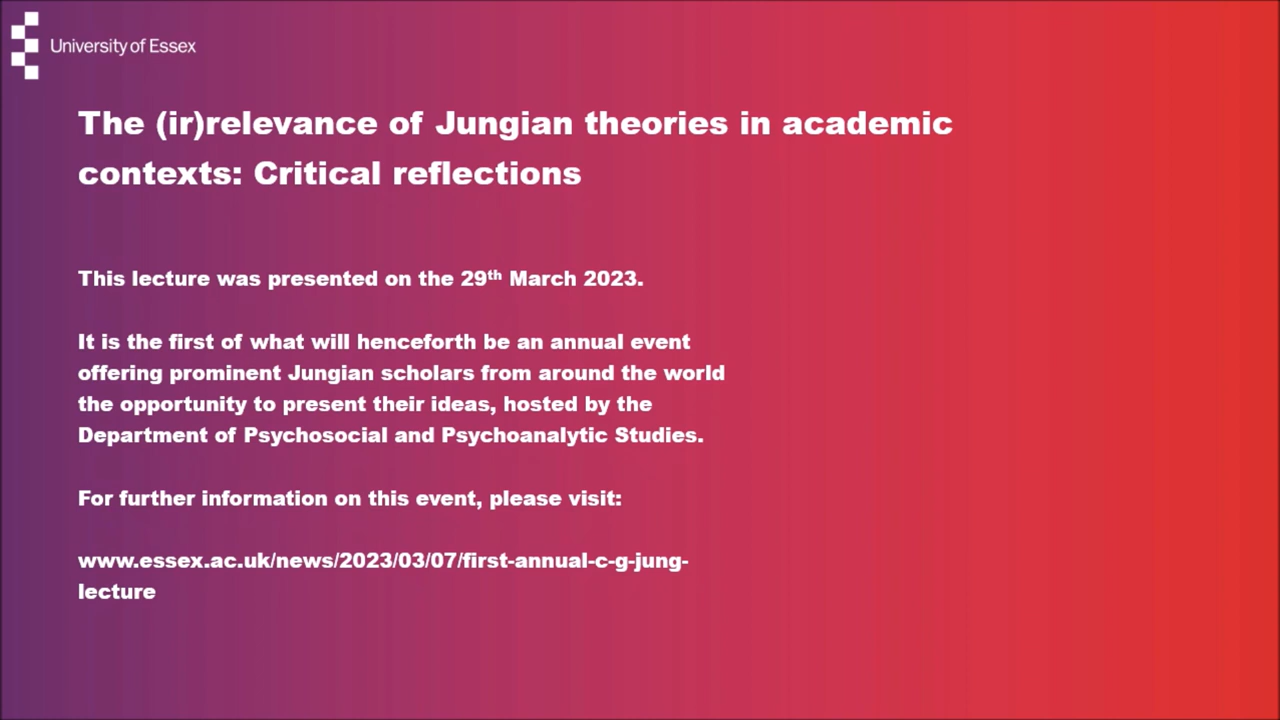 University of Essex
The (ir)relevance of Jungian theories in academic
contexts: Critical reflections
This lecture was presented on the 29th March 2023.
It is the first of what will henceforth be an annual event
offering prominent Jungian scholars from around the world
the opportunity to present their ideas, hosted by the
Department of Psychosocial and Psychoanalytic Studies.
For further information on this event, please visit:
www.essex.ac.uk/news/2023/03/07/first-annual-c-g-jung-
lecture